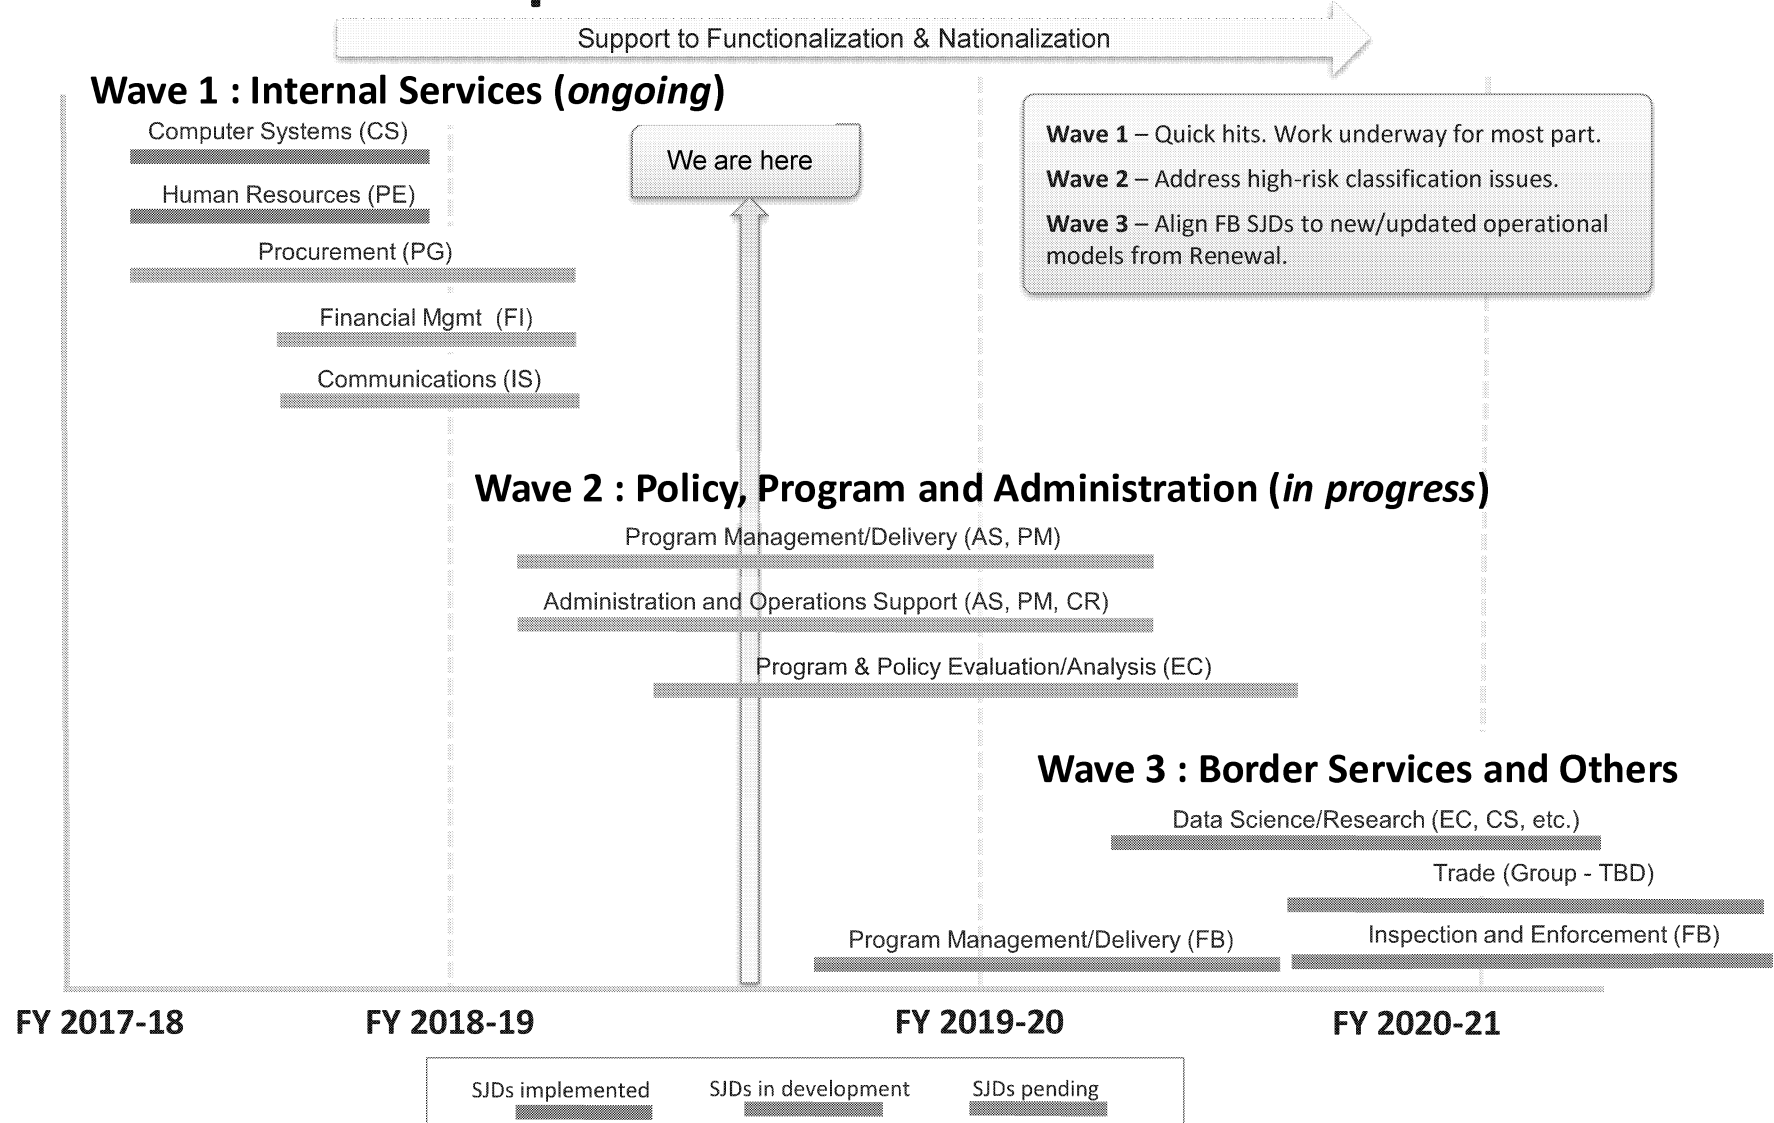 Support to Functionalization & Nationalization
Wave 1 : Internal Services (ongoing)
Computer Systems (CS)
Human Resources (PE)
Procurement (PG)
Financial Mgmt (FI)
Communications (IS)
We are here
Wave 1 – Quick hits. Work underway for most part.
Wave 2 – Address high-risk classification issues.
Wave 3 – Align FB SJDs to new/updated operational
models from Renewal.
Wave 2 : Policy, Program and Administration (in progress)
Program Management/Delivery (AS, PM)
Administration and Operations Support (AS, PM, CR)
Program & Policy Evaluation/Analysis (EC)
Wave 3 : Border Services and Others
Data Science/Research (EC, CS, etc.)
Trade (Group - TBD)
Program Management/Delivery (FB)
Inspection and Enforcement (FB)
FY 2017-18
FY 2018-19
FY 2019-20
FY 2020-21
SJDs implemented
SJDs in development
SJDs pending